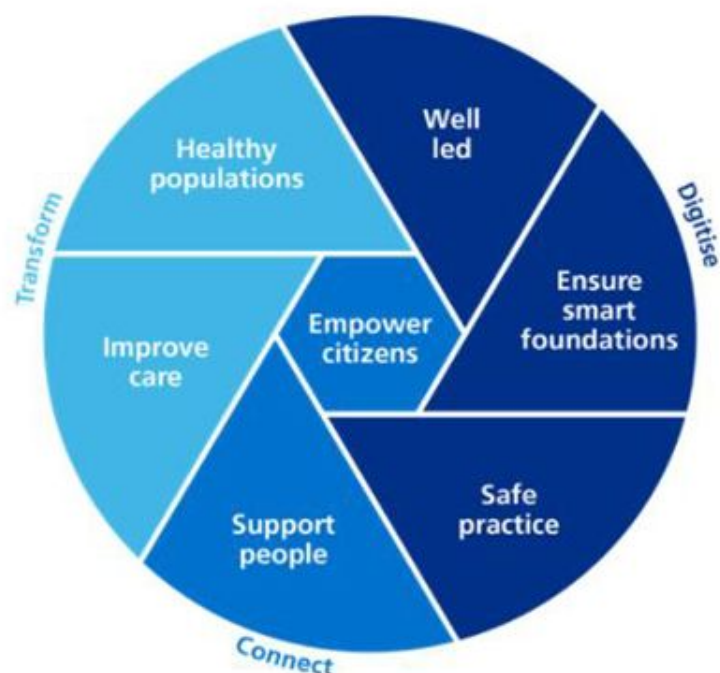 Healthy
populations
Well
led
Ensure
smart
foundations
Safe
practice
Support
people
Improve
care
Empower
citizens
Transform
Digitise
Connect